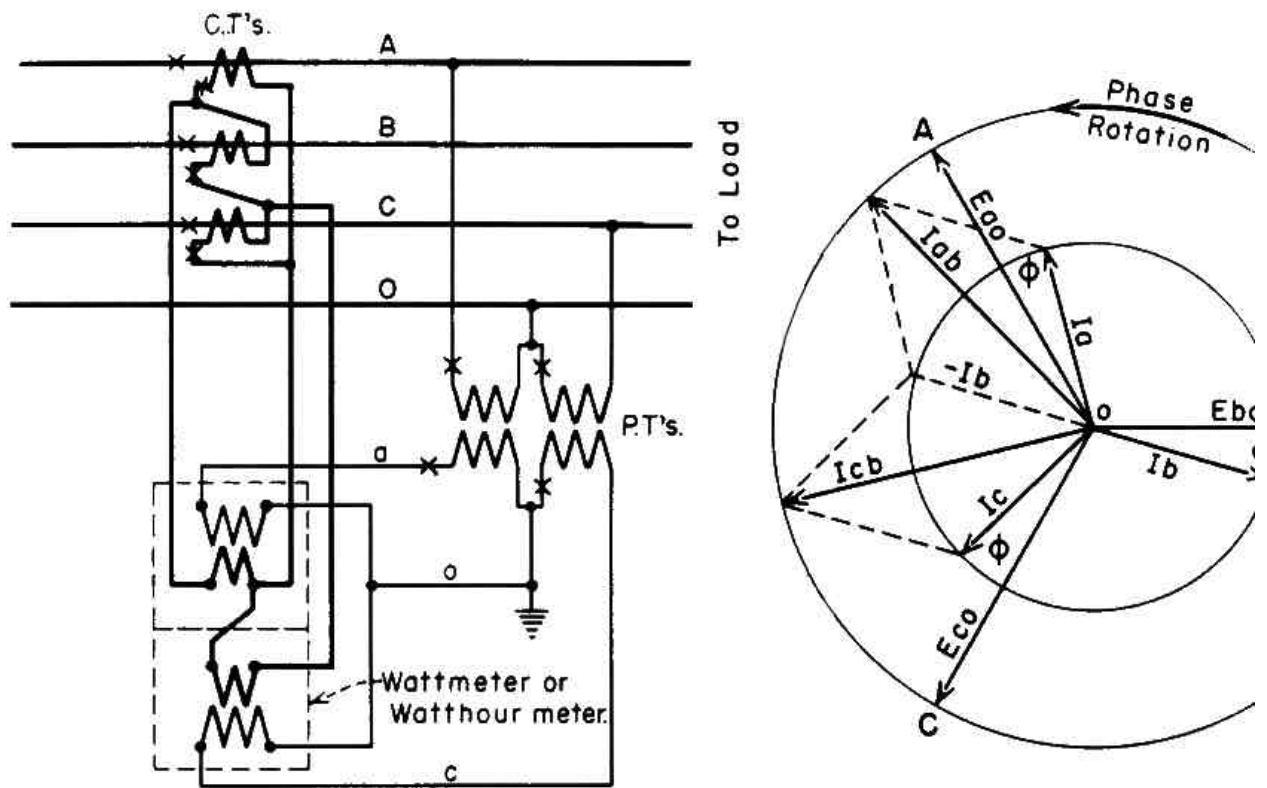 C.T's.
A
B
C
O
To Load
P.T's.
a
o
c
Wattmeter or
Watthour meter.
Phase
Rotation
A
Eao
Iab
ϕ
Ia
-Ib
o
Ib
Icb
Ic
ϕ
Eco
C